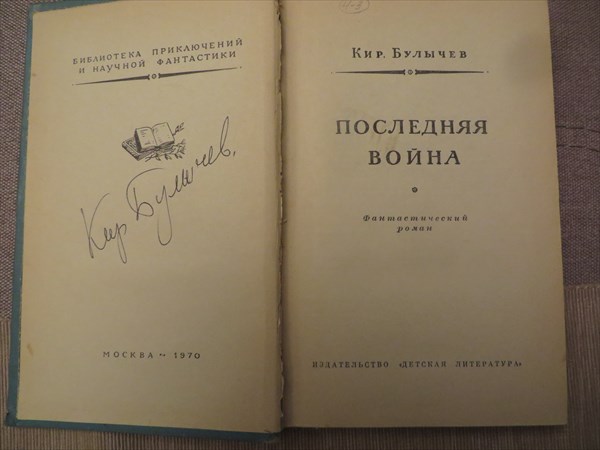 БИБЛИОТЕКА ПРИКЛЮЧЕНИЙ
И НАУЧНОЙ ФАНТАСТИКИ
Кир Булычев.
МОСКВА ~ 1970
Кир. Булычев
ПОСЛЕДНЯЯ
ВОЙНА
Фантастический
роман
ИЗДАТЕЛЬСТВО «ДЕТСКАЯ ЛИТЕРАТУРА»